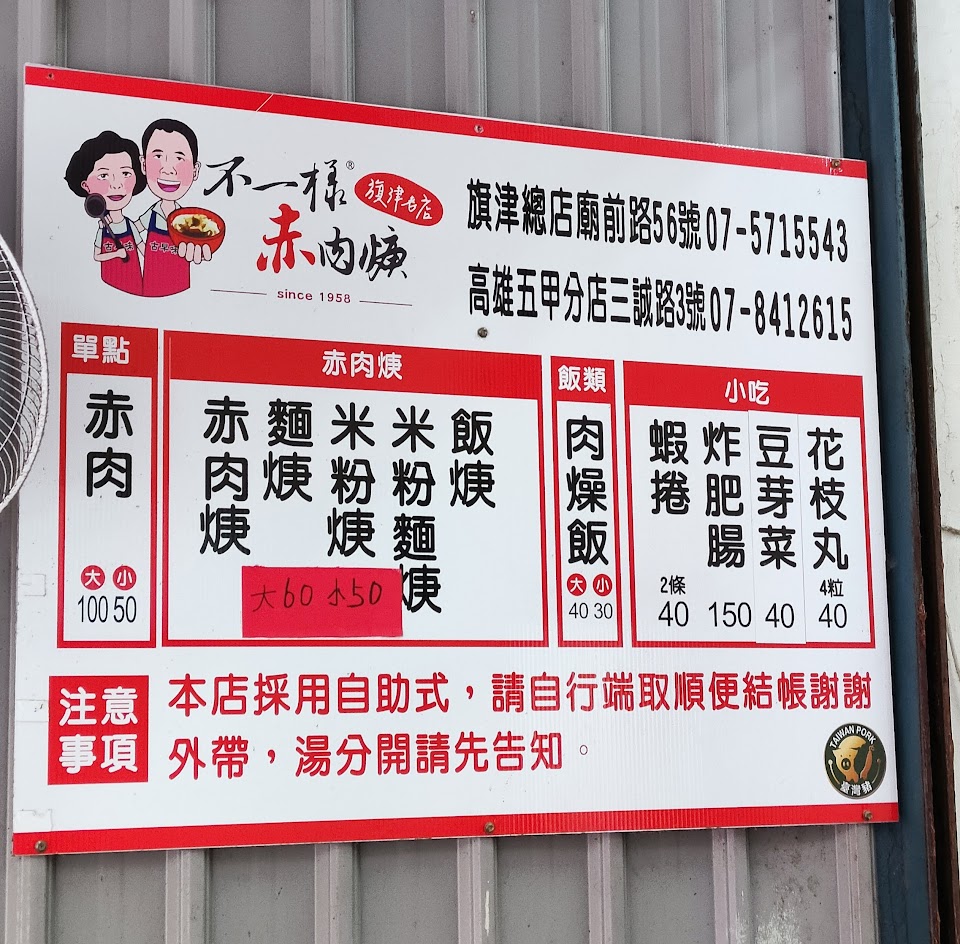 不一樣®
旗津老店
赤肉焿
since 1958
古早味
旗津總店廟前路56號07-5715543
高雄五甲分店三誠路3號07-8412615
單點
赤肉
大 小
100 50
赤肉焿
赤肉焿
麵焿
米粉焿
米粉麵焿
飯焿
大60 小50
飯類
肉燥飯
大 小
40 30
小吃
蝦捲
2條
40
炸肥腸
150
豆芽菜
40
花枝丸
4粒
40
注意
事項
本店採用自助式，請自行端取順便結帳謝謝
外帶，湯分開請先告知。
TAIWAN PORK
臺灣豬